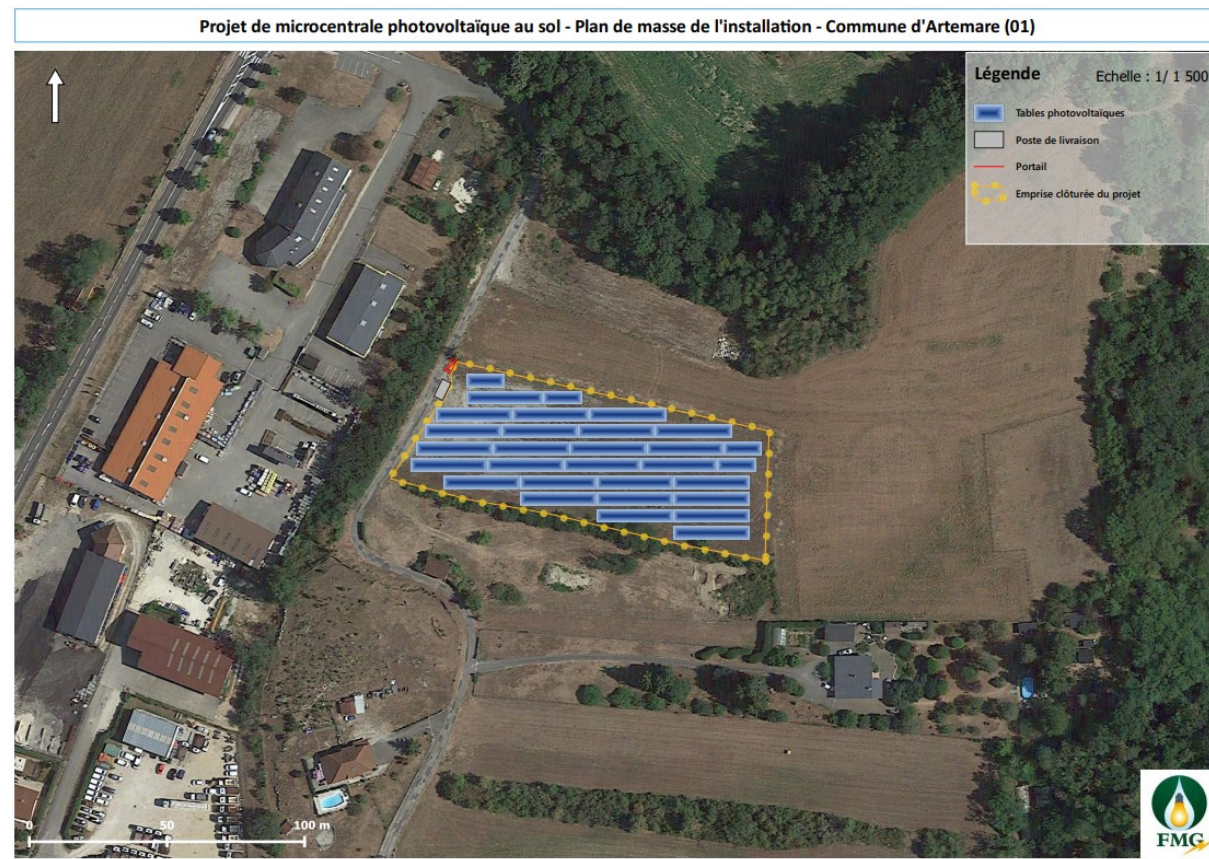 Projet de microcentrale photovoltaïque au sol - Plan de masse de l'installation - Commune d'Artemare (01)
Légende
Echelle : 1/ 1 500
Tables photovoltaïques
Poste de livraison
Portail
Emprise clôturée du projet
0 50 100 m
FMG